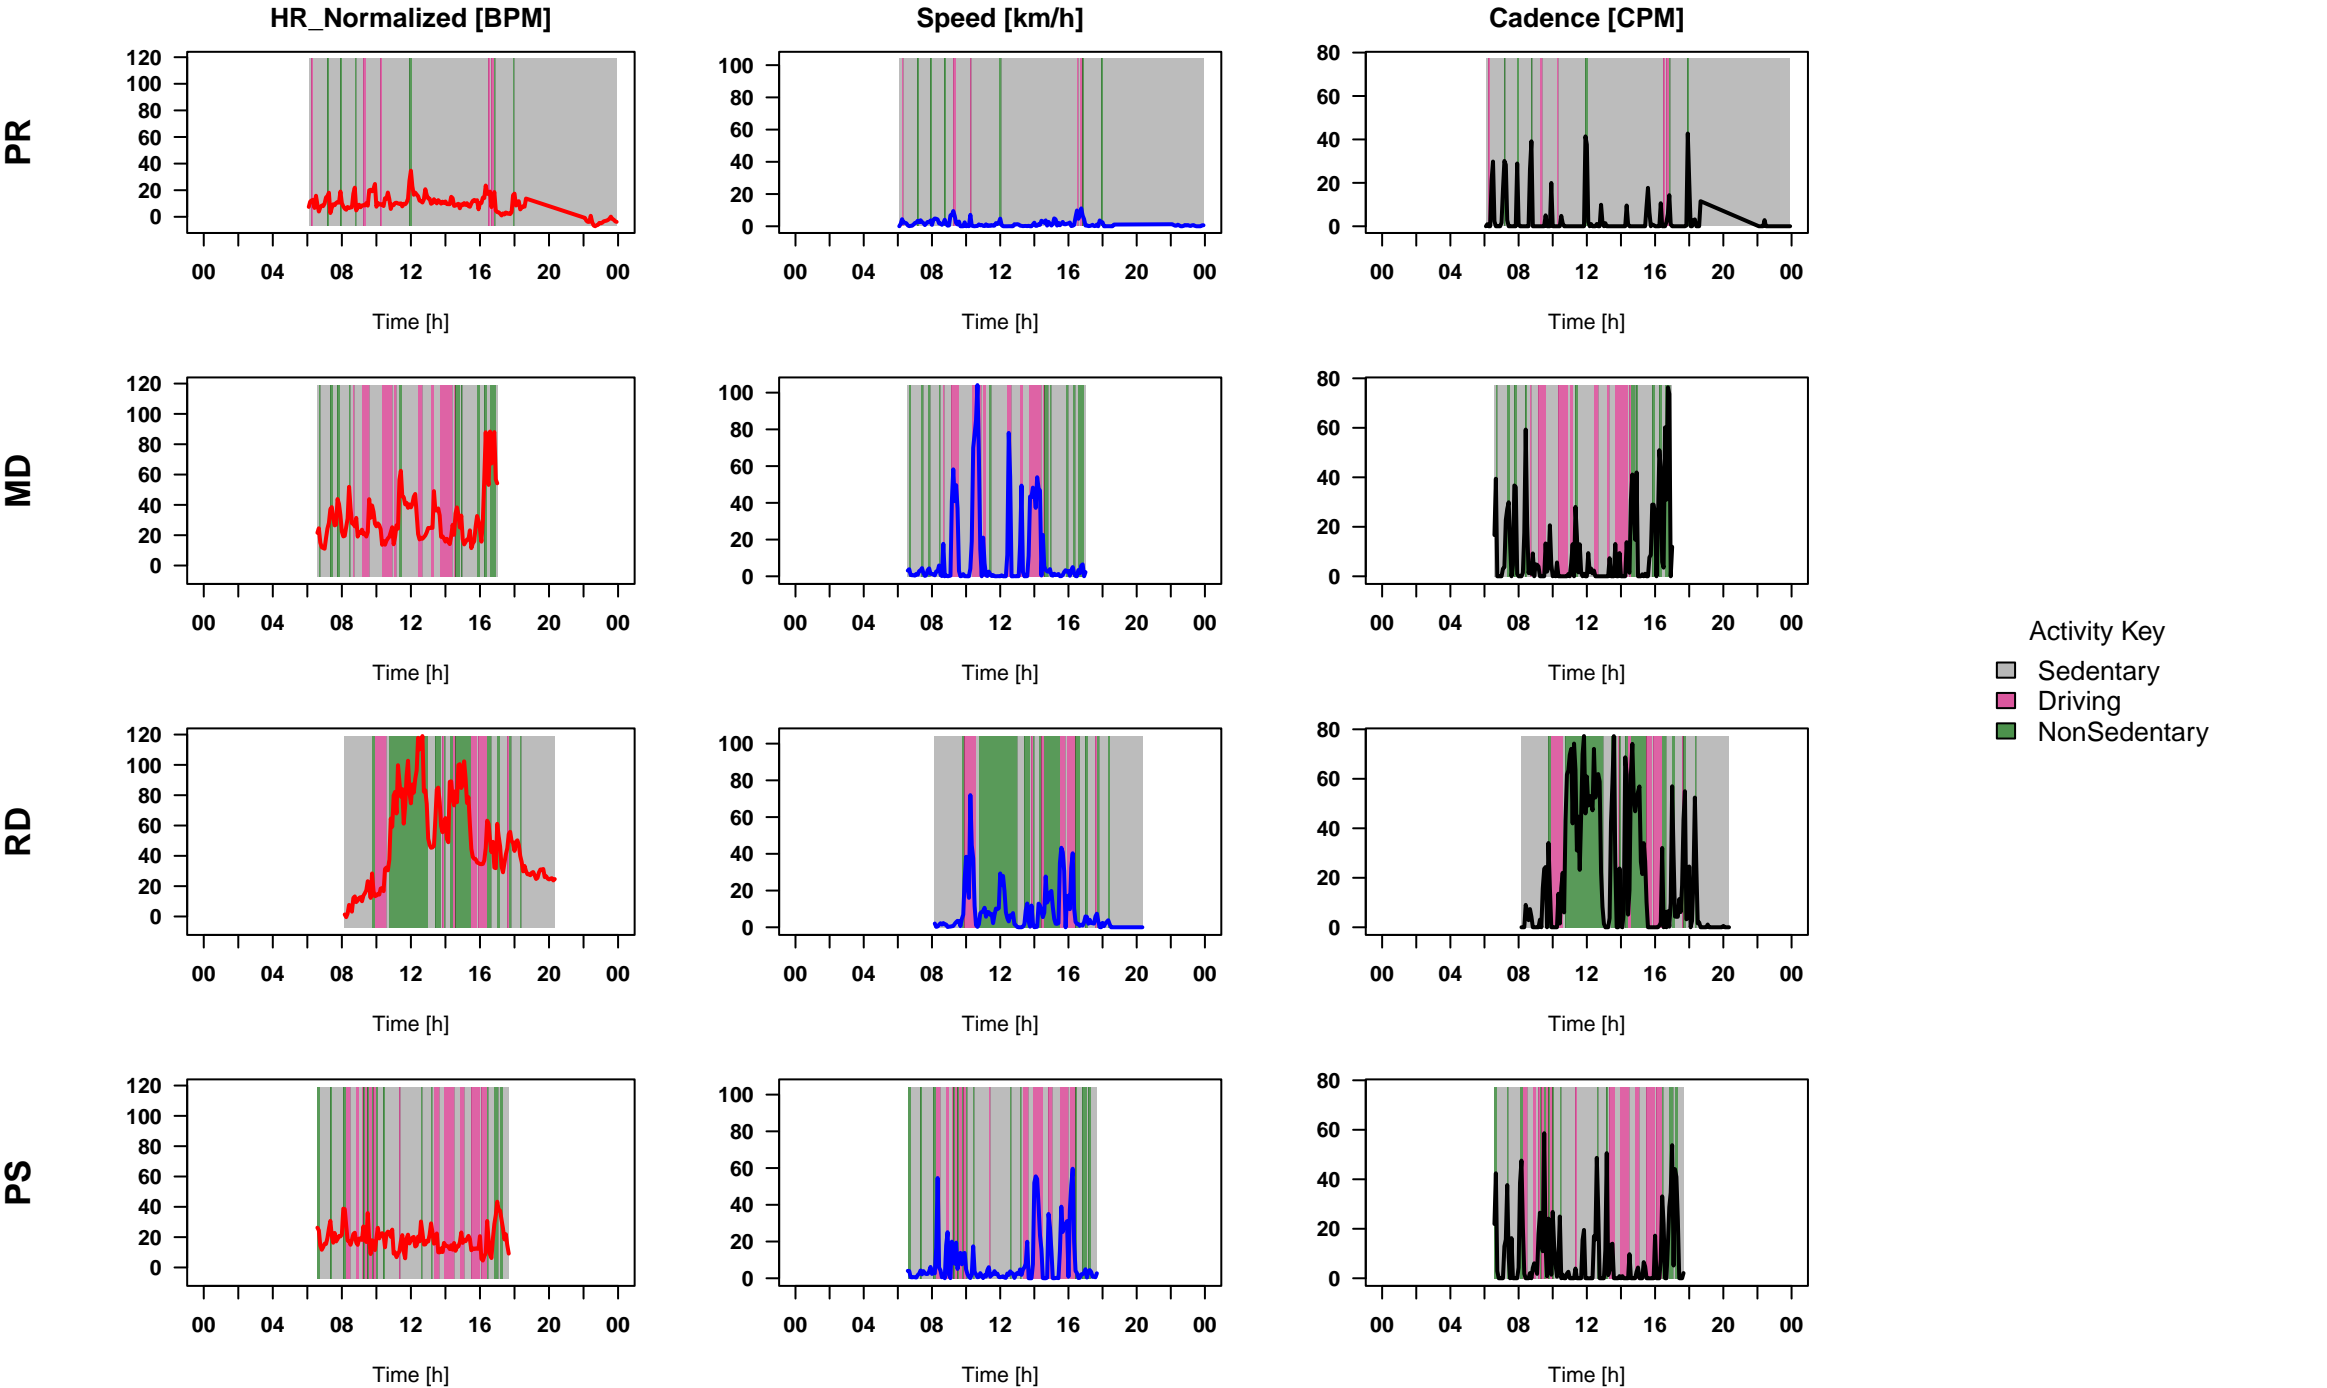 HR_Normalized [BPM] Speed [km/h] Cadence [CPM]
PR
120 100 80 60 40 20 0
00 04 08 12 16 20 00
Time [h]
100 80 60 40 20 0
00 04 08 12 16 20 00
Time [h]
80 60 40 20 0
00 04 08 12 16 20 00
Time [h]
MD
120 100 80 60 40 20 0
00 04 08 12 16 20 00
Time [h]
100 80 60 40 20 0
00 04 08 12 16 20 00
Time [h]
80 60 40 20 0
00 04 08 12 16 20 00
Time [h]
Activity Key
Sedentary
Driving
NonSedentary
RD
120 100 80 60 40 20 0
00 04 08 12 16 20 00
Time [h]
100 80 60 40 20 0
00 04 08 12 16 20 00
Time [h]
80 60 40 20 0
00 04 08 12 16 20 00
Time [h]
PS
120 100 80 60 40 20 0
00 04 08 12 16 20 00
Time [h]
100 80 60 40 20 0
00 04 08 12 16 20 00
Time [h]
80 60 40 20 0
00 04 08 12 16 20 00
Time [h]